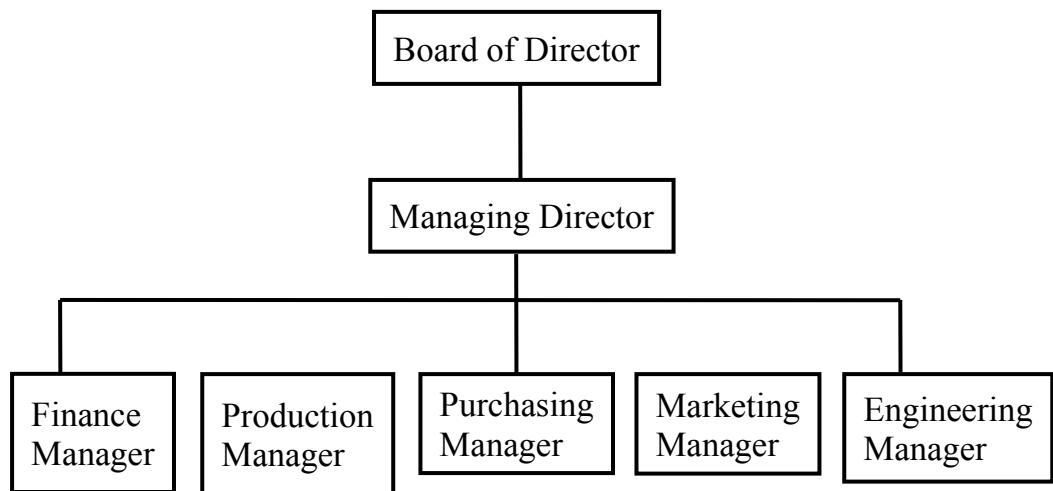 Board of Director
Managing Director
Finance
Manager
Production
Manager
Purchasing
Manager
Marketing
Manager
Engineering
Manager